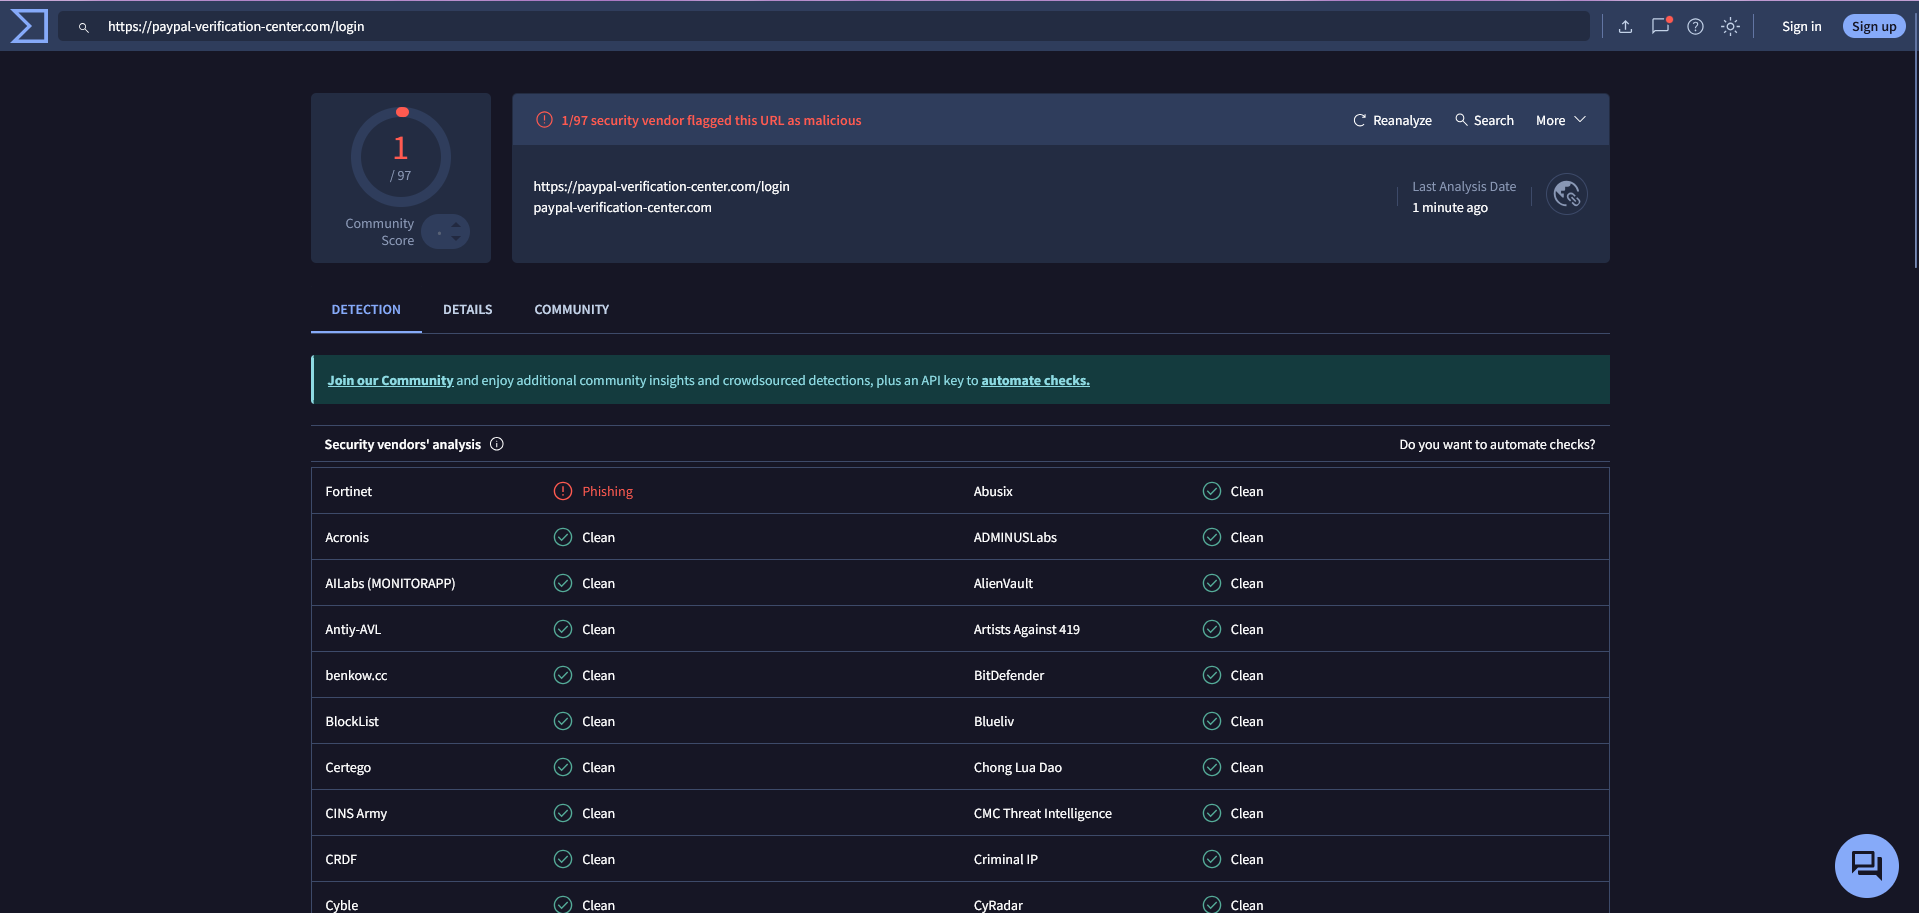 https://paypal-verification-center.com/login
Sign in
Sign up
1
/ 97
Community
Score
1/97 security vendor flagged this URL as malicious
Reanalyze
Search
More
https://paypal-verification-center.com/login
paypal-verification-center.com
Last Analysis Date
1 minute ago
DETECTION
DETAILS
COMMUNITY
Join our Community and enjoy additional community insights and crowdsourced detections, plus an API key to automate checks.
Security vendors' analysis
Do you want to automate checks?
Fortinet Phishing Abusix Clean
Acronis Clean ADMINUSLabs Clean
AILabs (MONITORAPP) Clean AlienVault Clean
Antiy-AVL Clean Artists Against 419 Clean
benkow.cc Clean BitDefender Clean
BlockList Clean Blueliv Clean
Certego Clean Chong Lua Dao Clean
CINS Army Clean CMC Threat Intelligence Clean
CRDF Clean Criminal IP Clean
Cyble Clean CyRadar Clean